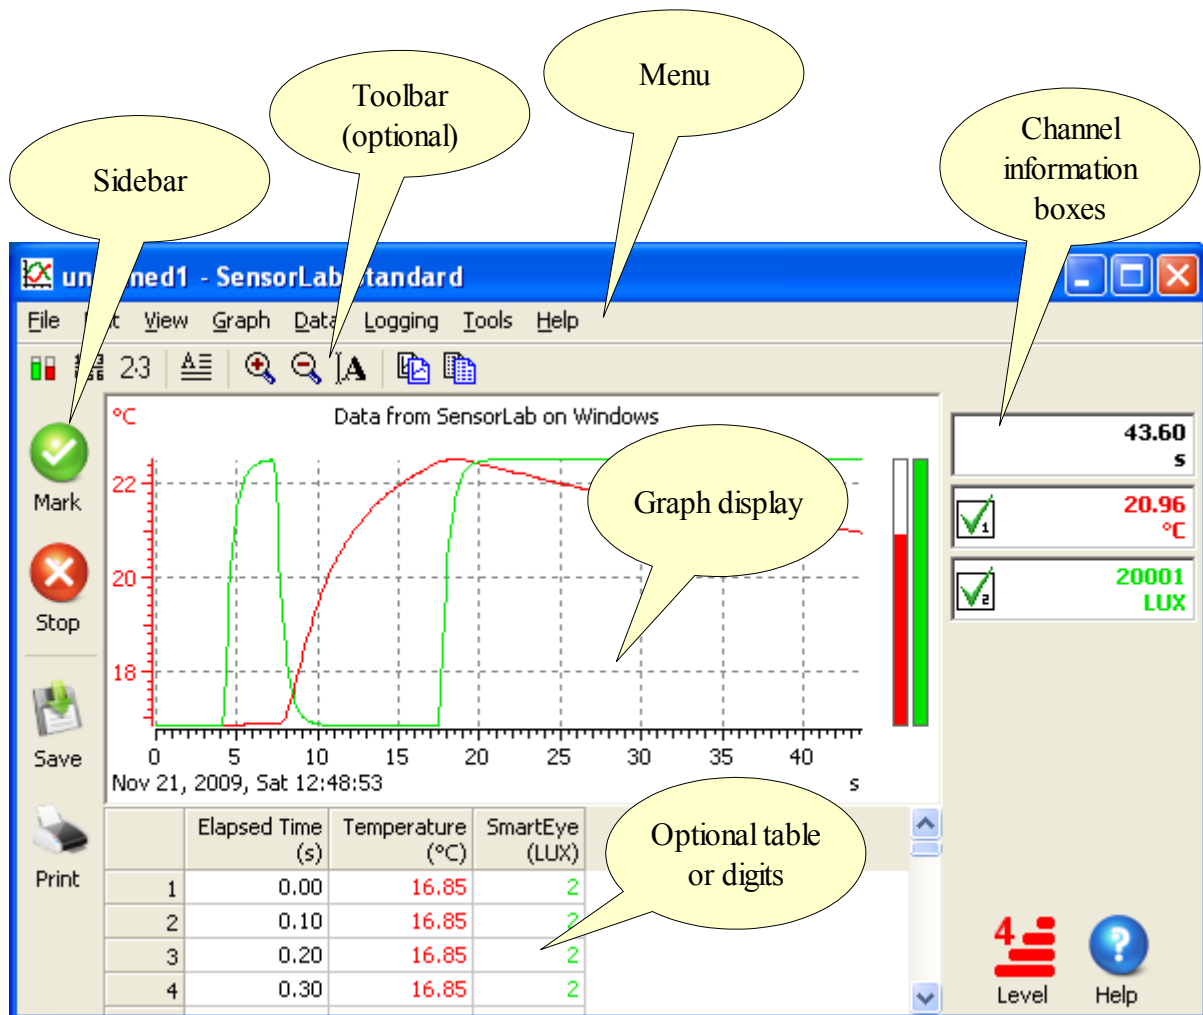 Menu
Toolbar
(optional)
Channel
information
boxes
Sidebar
med1 - SensorLab tandard
File View Graph Data Logging Tools Help
2.3
A
°C
Data from SensorLab on Windows
22
20
18
0 5 10 15 20 25 30 35 40
Nov 21, 2009, Sat 12:48:53 s
Graph display
Mark
Stop
Save
Print
43.60
s
1 20.96
°C
2 20001
LUX
Elapsed Time Temperature SmartEye
(s) (°C) (LUX)
1 0.00 16.85 2
2 0.10 16.85 2
3 0.20 16.85 2
4 0.30 16.85 2
Optional table
or digits
4
Level Help